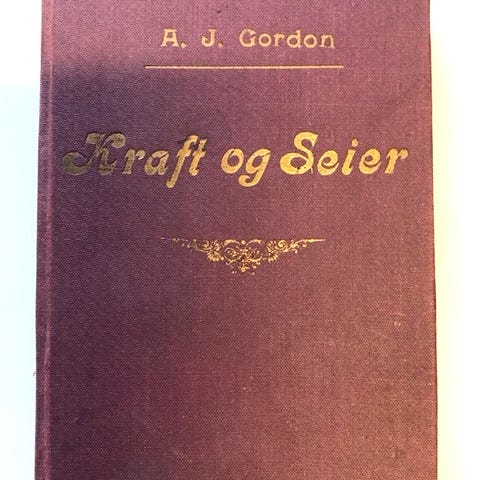 A. J. Gordon
Kraft og Seier